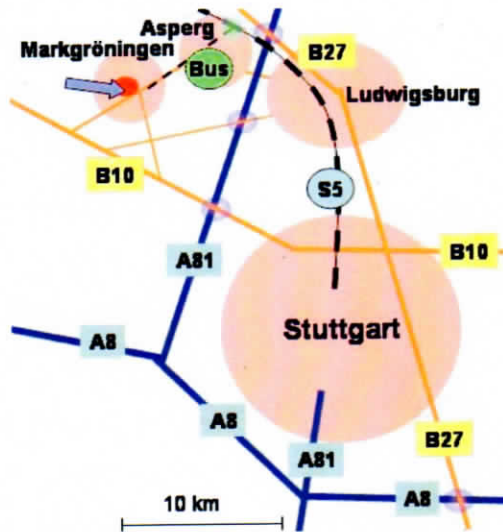 Asperg
Markgröningen
B27
Bus
Ludwigsburg
B10
S5
A81
B10
Stuttgart
A8
A8
B27
A81
10 km
A8